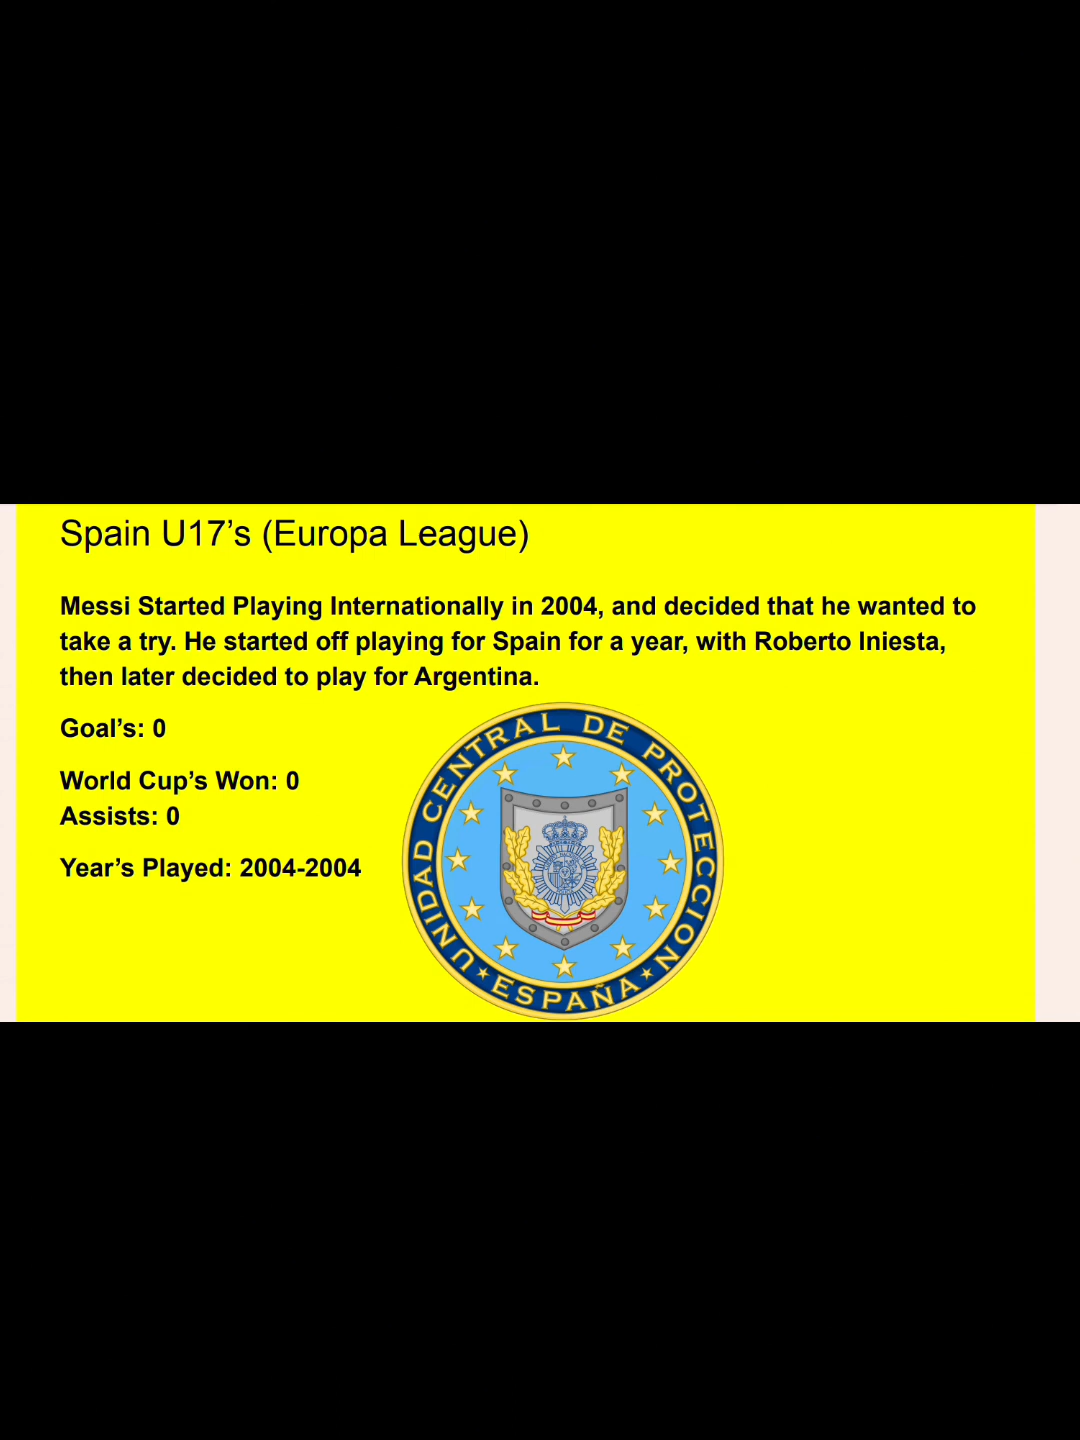 Spain U17’s (Europa League)
Messi Started Playing Internationally in 2004, and decided that he wanted to
take a try. He started off playing for Spain for a year, with Roberto Iniesta,
then later decided to play for Argentina.
Goal’s: 0
World Cup’s Won: 0
Assists: 0
Year’s Played: 2004-2004
UNIDAD CENTRAL DE PROTECCION
ESPAÑA